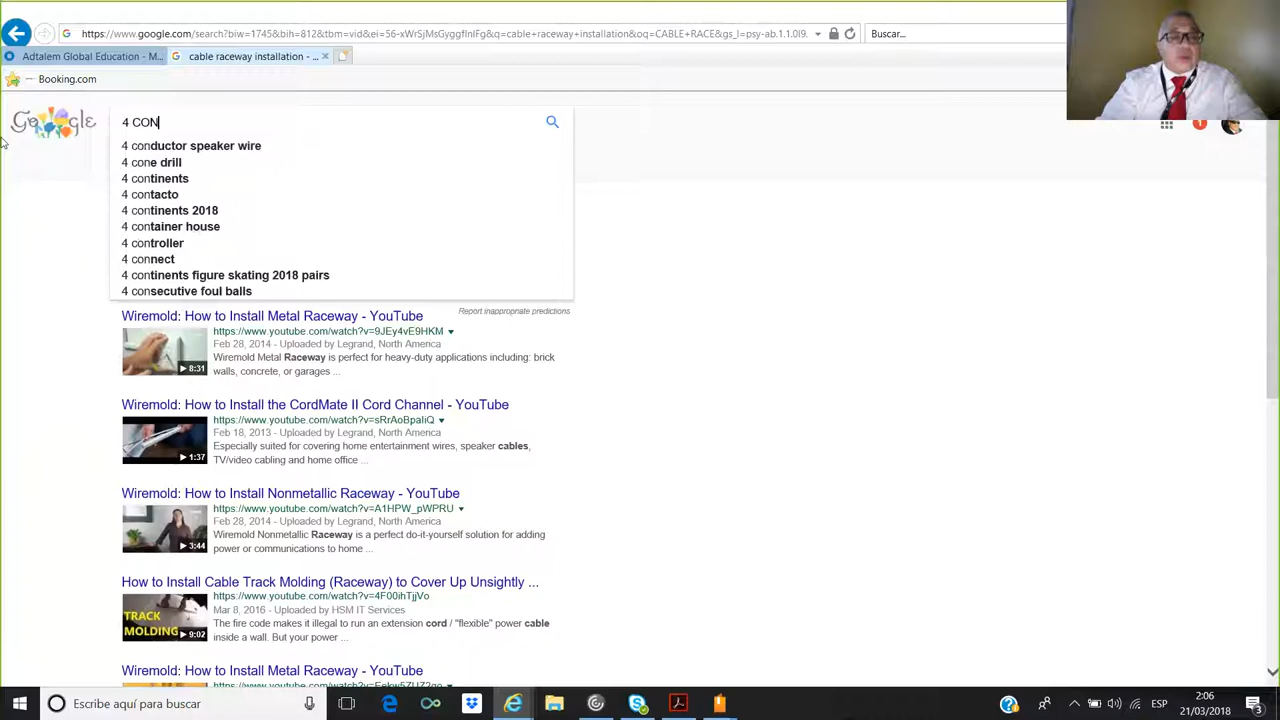 https://www.google.com/search?biw=1745&bih=812&tbm=vid&ei=56-xWrSjMsGyggfInIFg&q=cable+raceway+installation&oq=CABLE+RACE&gs_l=psy-ab.1.1.0l9.
Buscar...
Adtalem Global Education - M...
cable raceway installation - ...
Booking.com
Google
4 CON
4 conductor speaker wire
4 cone drill
4 continents
4 contacto
4 continents 2018
4 container house
4 controller
4 connect
4 continents figure skating 2018 pairs
4 consecutive foul balls
Report inappropriate predictions
Wiremold: How to Install Metal Raceway - YouTube
https://www.youtube.com/watch?v=9JEy4vE9HKM
Feb 28, 2014 - Uploaded by Legrand, North America
Wiremold Metal Raceway is perfect for heavy-duty applications including: brick
walls, concrete, or garages ...
8:31
Wiremold: How to Install the CordMate II Cord Channel - YouTube
https://www.youtube.com/watch?v=sRrAoBpaIiQ
Feb 18, 2013 - Uploaded by Legrand, North America
Especially suited for covering home entertainment wires, speaker cables,
TV/video cabling and home office ...
1:37
Wiremold: How to Install Nonmetallic Raceway - YouTube
https://www.youtube.com/watch?v=A1HPW_pWPRU
Feb 28, 2014 - Uploaded by Legrand, North America
Wiremold Nonmetallic Raceway is a perfect do-it-yourself solution for adding
power or communications to home ...
3:44
How to Install Cable Track Molding (Raceway) to Cover Up Unsightly ...
https://www.youtube.com/watch?v=4F00ihTjjVo
Mar 8, 2016 - Uploaded by HSM IT Services
The fire code makes it illegal to run an extension cord / "flexible" power cable
inside a wall. But your power ...
TRACK
MOLDING
9:02
Wiremold: How to Install Metal Raceway - YouTube
Escribe aquí para buscar
ESP
2:06
21/03/2018
3